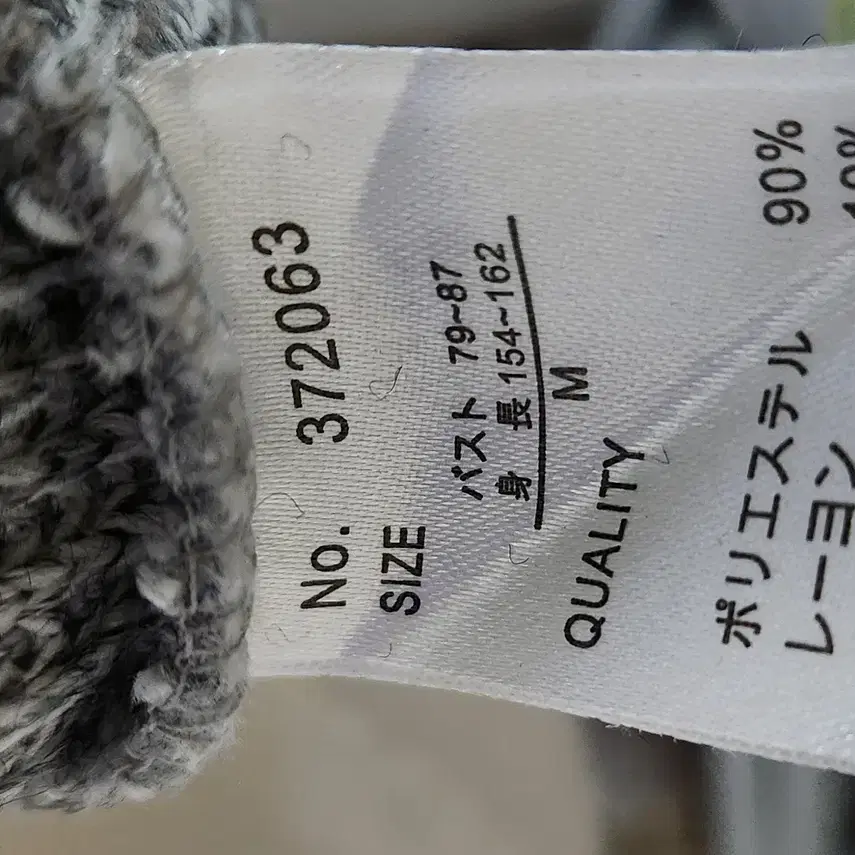 No. 372063
SIZE
バスト 79~87
身 長 154~162
M
QUALITY
ポリエステル 90%
レーヨン 10%